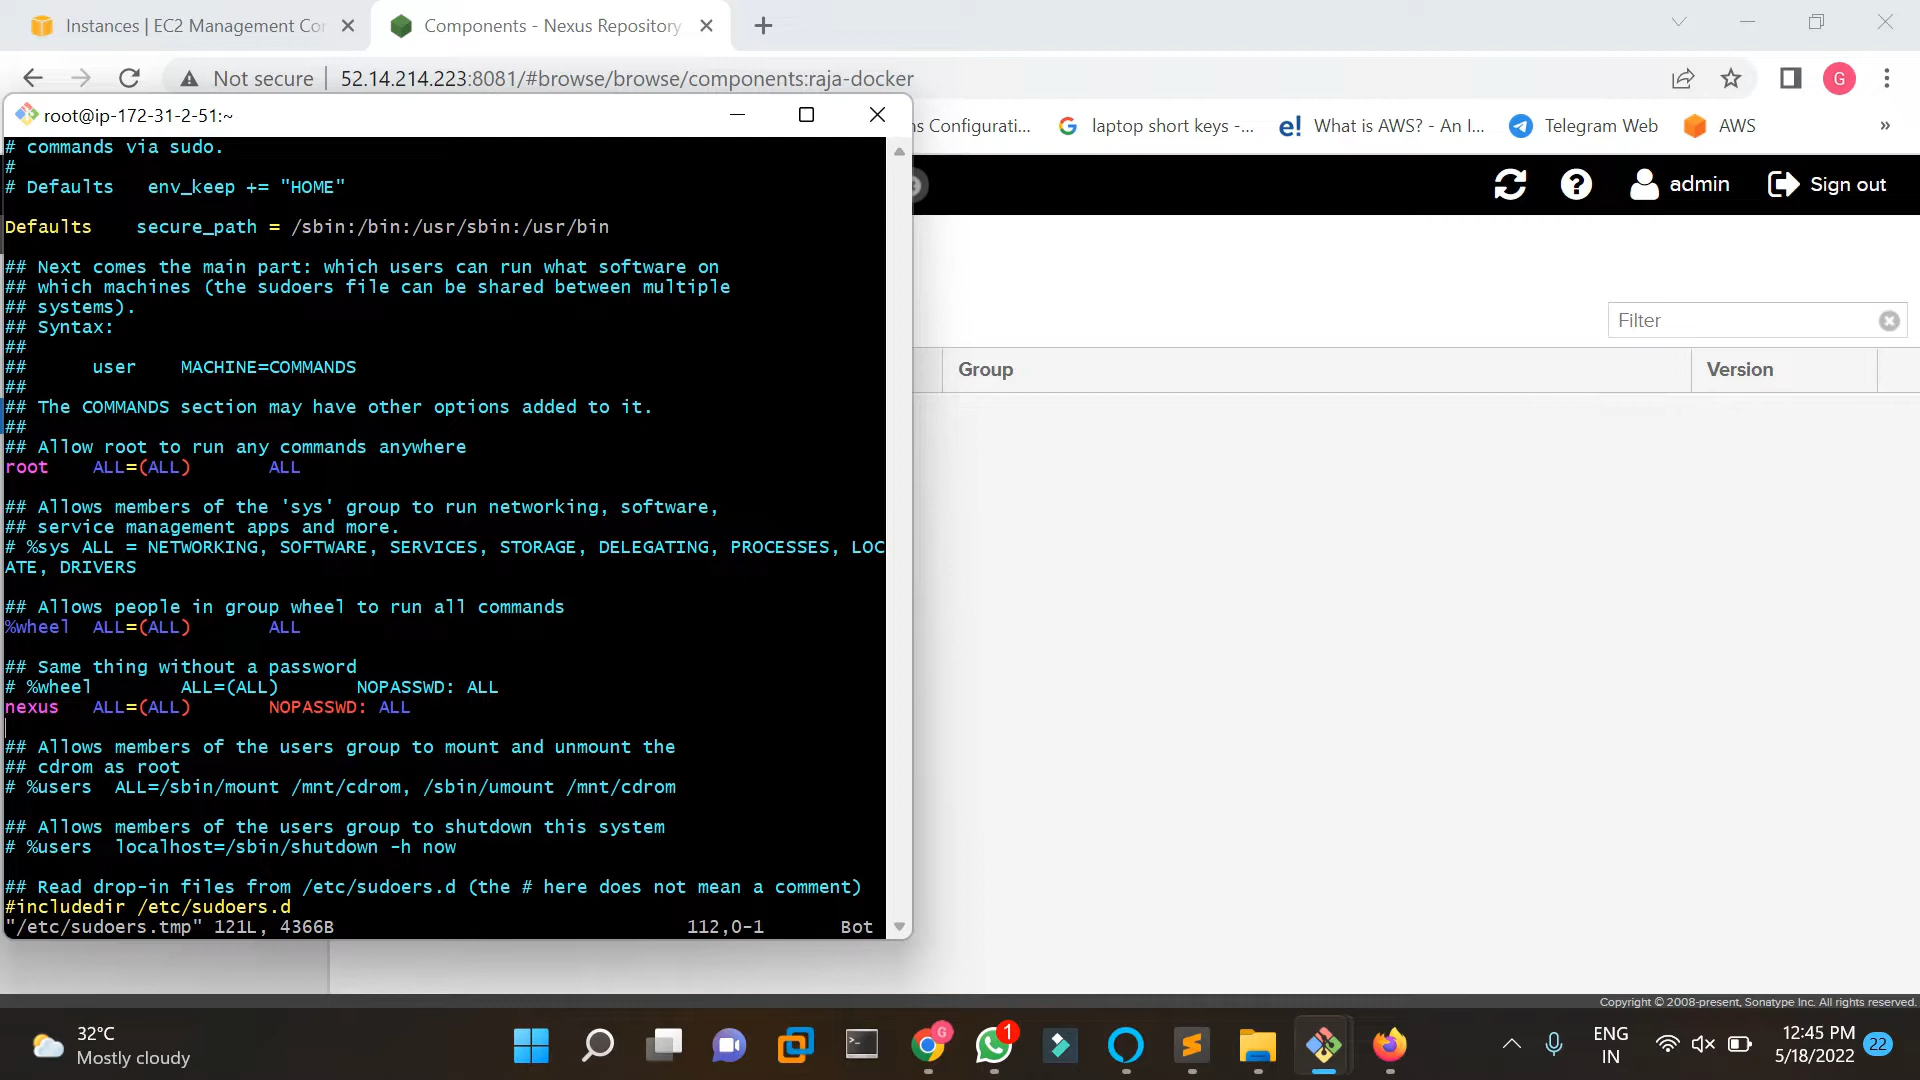 Instances | EC2 Management Cor
Components - Nexus Repository
Not secure
52.14.214.223:8081/#browse/browse/components:raja-docker
G
root@ip-172-31-2-51:~
s Configurati...
G laptop short keys -...
e! What is AWS? - An I...
Telegram Web
AWS
»
admin
Sign out
Filter
Group
Version
# commands via sudo.
#
# Defaults   env_keep += "HOME"
Defaults    secure_path = /sbin:/bin:/usr/sbin:/usr/bin
## Next comes the main part: which users can run what software on
## which machines (the sudoers file can be shared between multiple
## systems).
## Syntax:
##
##      user    MACHINE=COMMANDS
##
## The COMMANDS section may have other options added to it.
##
## Allow root to run any commands anywhere
root    ALL=(ALL)       ALL
## Allows members of the 'sys' group to run networking, software,
## service management apps and more.
# %sys ALL = NETWORKING, SOFTWARE, SERVICES, STORAGE, DELEGATING, PROCESSES, LOC
ATE, DRIVERS
## Allows people in group wheel to run all commands
%wheel  ALL=(ALL)       ALL
## Same thing without a password
# %wheel        ALL=(ALL)       NOPASSWD: ALL
nexus   ALL=(ALL)       NOPASSWD: ALL
## Allows members of the users group to mount and unmount the
## cdrom as root
# %users  ALL=/sbin/mount /mnt/cdrom, /sbin/umount /mnt/cdrom
## Allows members of the users group to shutdown this system
# %users  localhost=/sbin/shutdown -h now
## Read drop-in files from /etc/sudoers.d (the # here does not mean a comment)
#includedir /etc/sudoers.d
"/etc/sudoers.tmp" 121L, 4366B                                112,0-1       Bot
Copyright © 2008-present, Sonatype Inc. All rights reserved.
32°C
Mostly cloudy
G
1
ENG
IN
12:45 PM
5/18/2022
22